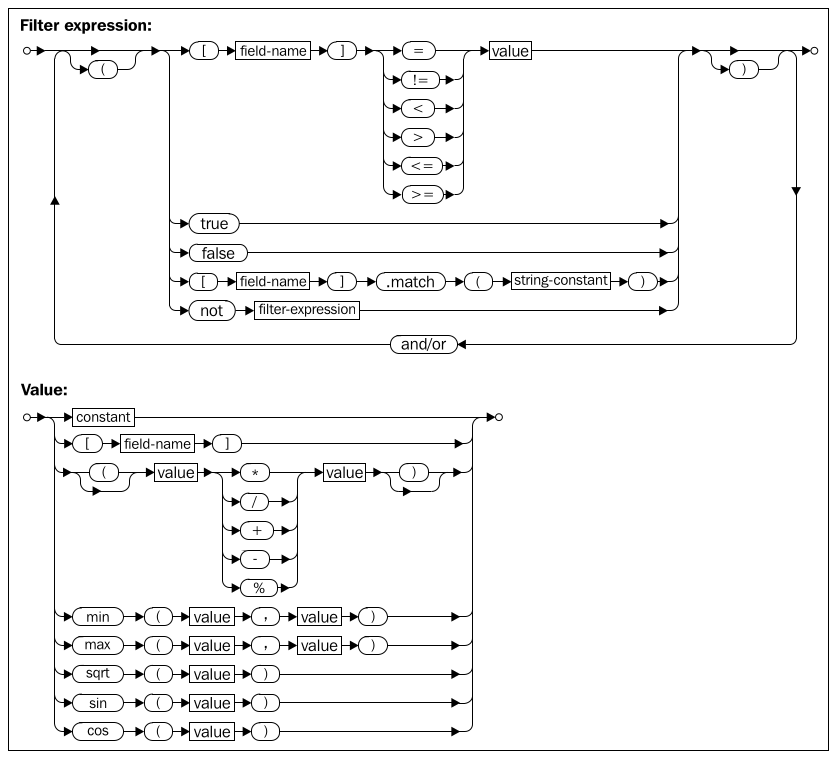 Filter expression:
[ field-name ] = value
( )
!=
<
>
<=
>=
true
false
[ field-name ] .match ( string-constant )
not filter-expression
and/or
Value:
constant
[ field-name ]
( value * value )
/
+
-
%
min ( value , value )
max ( value , value )
sqrt ( value )
sin ( value )
cos ( value )